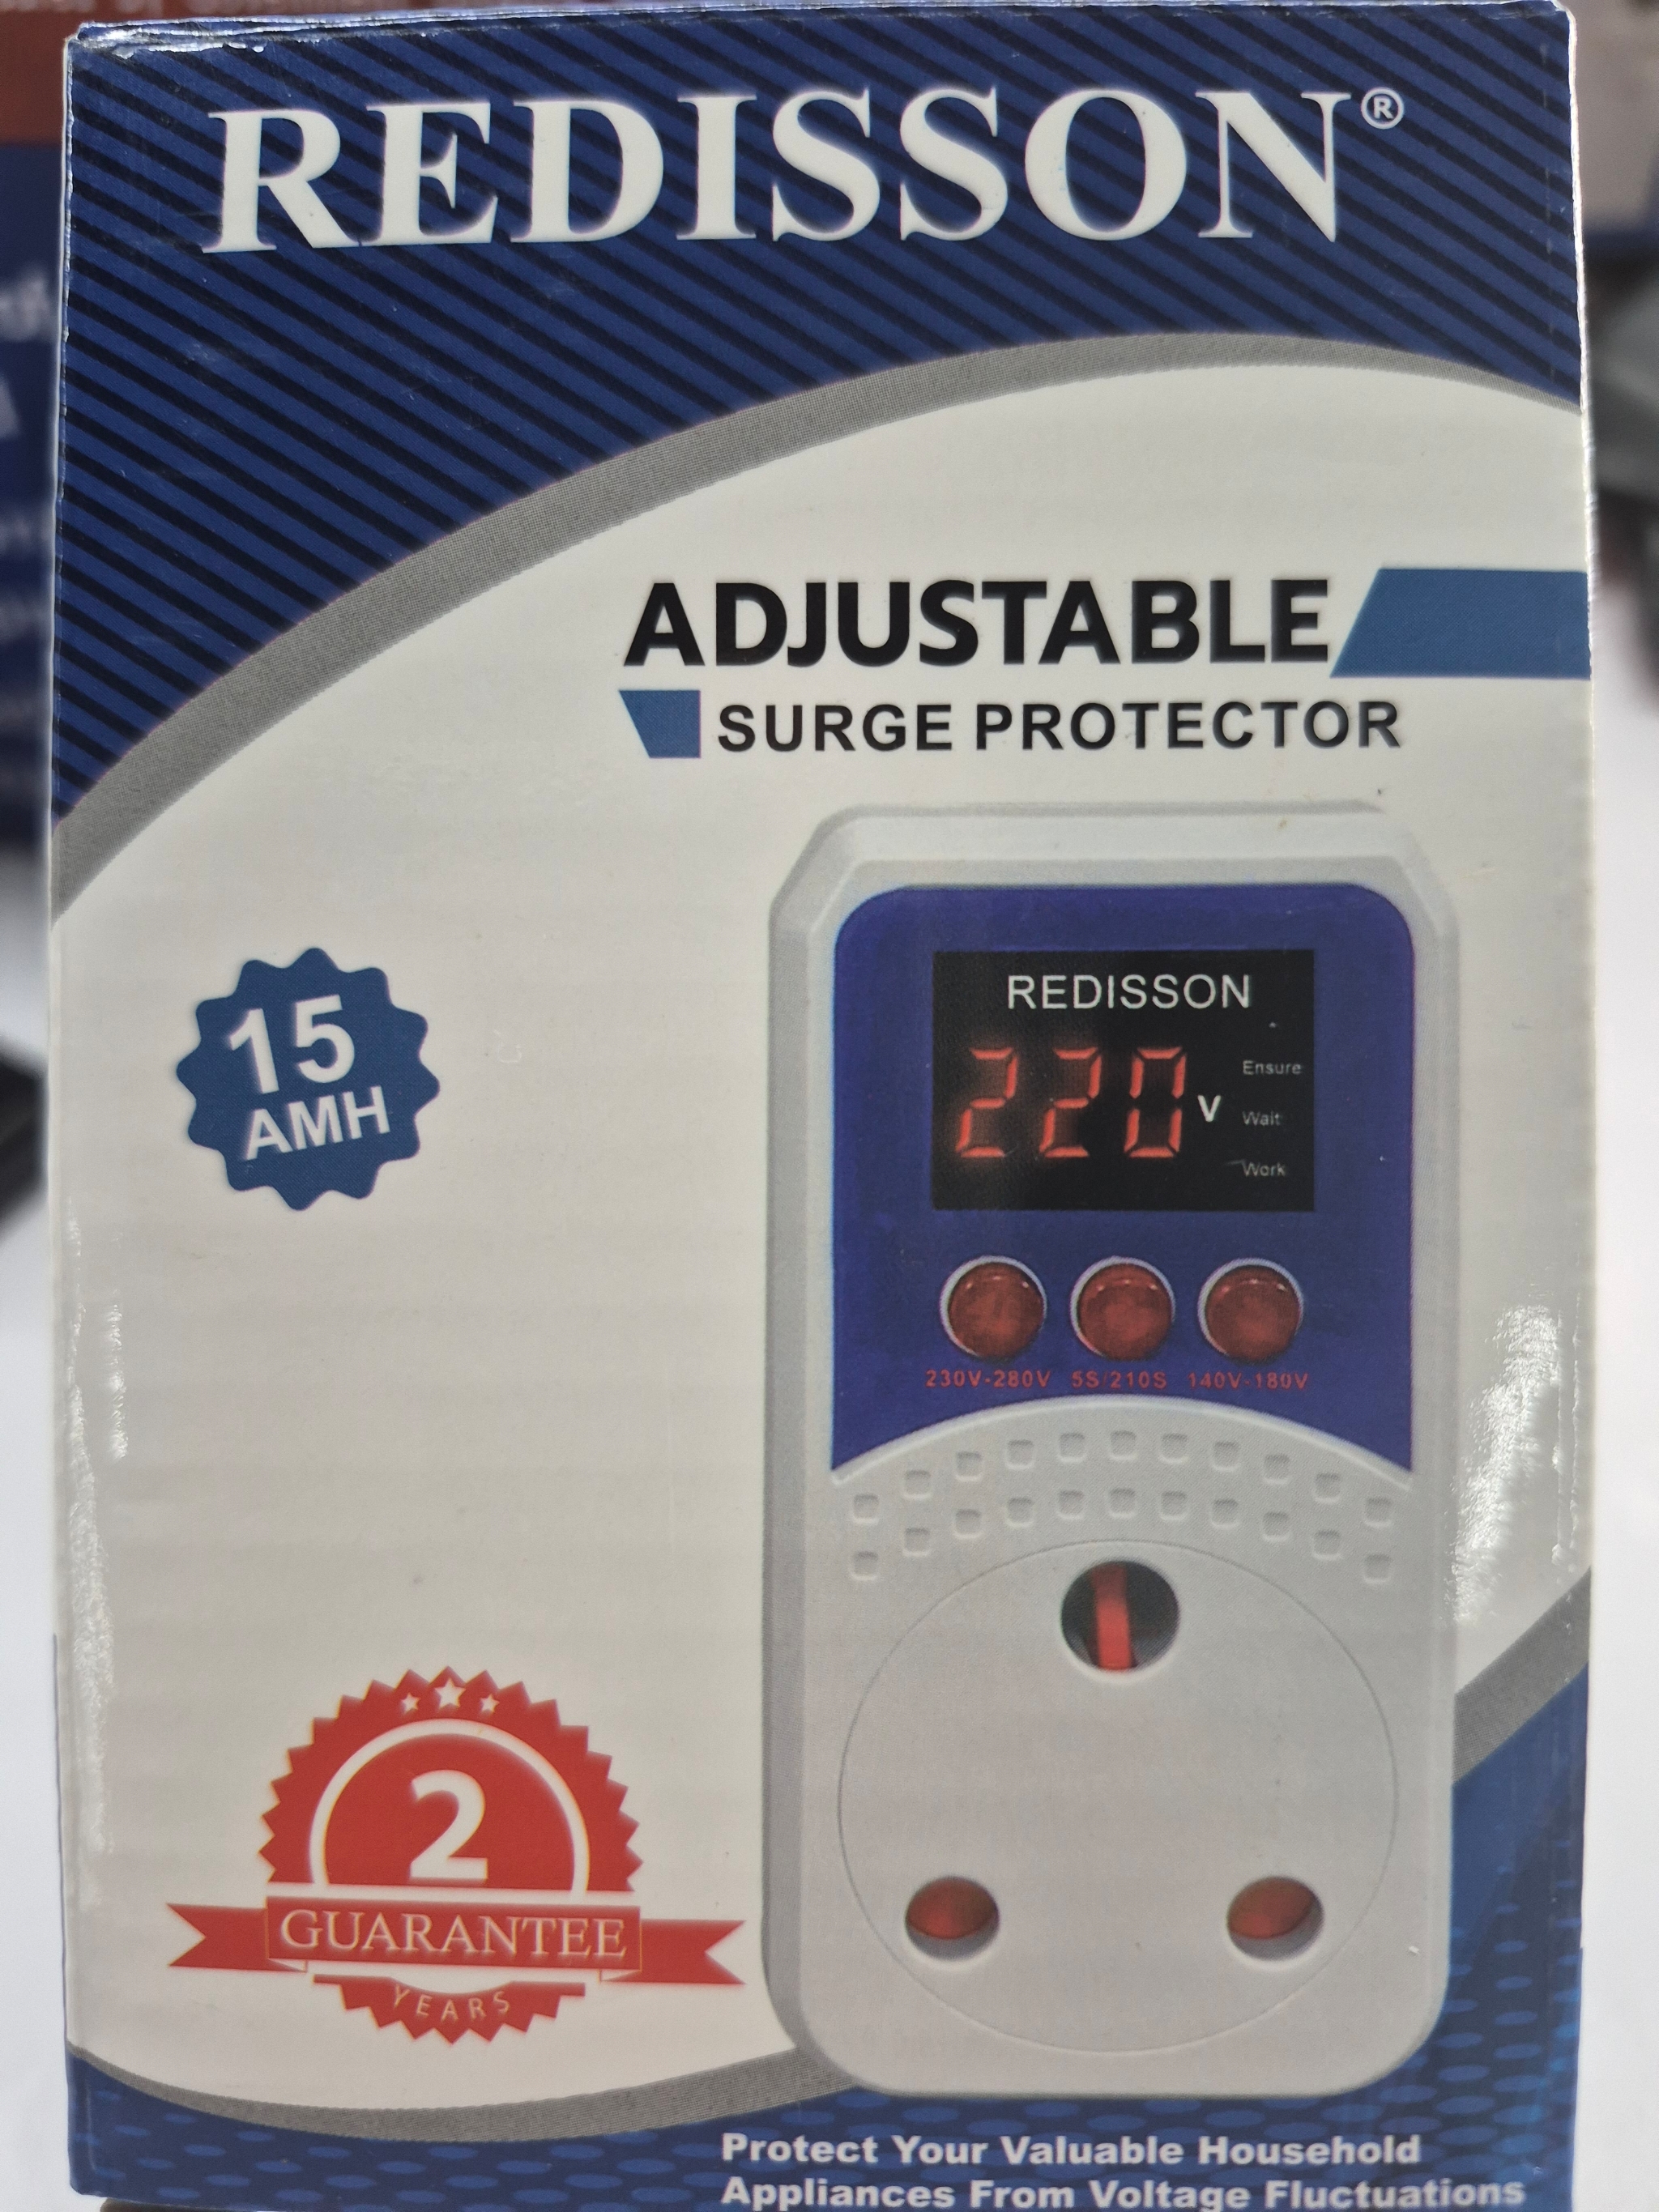 REDISSON®
ADJUSTABLE
SURGE PROTECTOR
15
AMH
REDISSON
220 V
Ensure
Wait
Work
230V-280V 5S/210S 140V-180V
2
GUARANTEE
YEARS
Protect Your Valuable Household
Appliances From Voltage Fluctuations